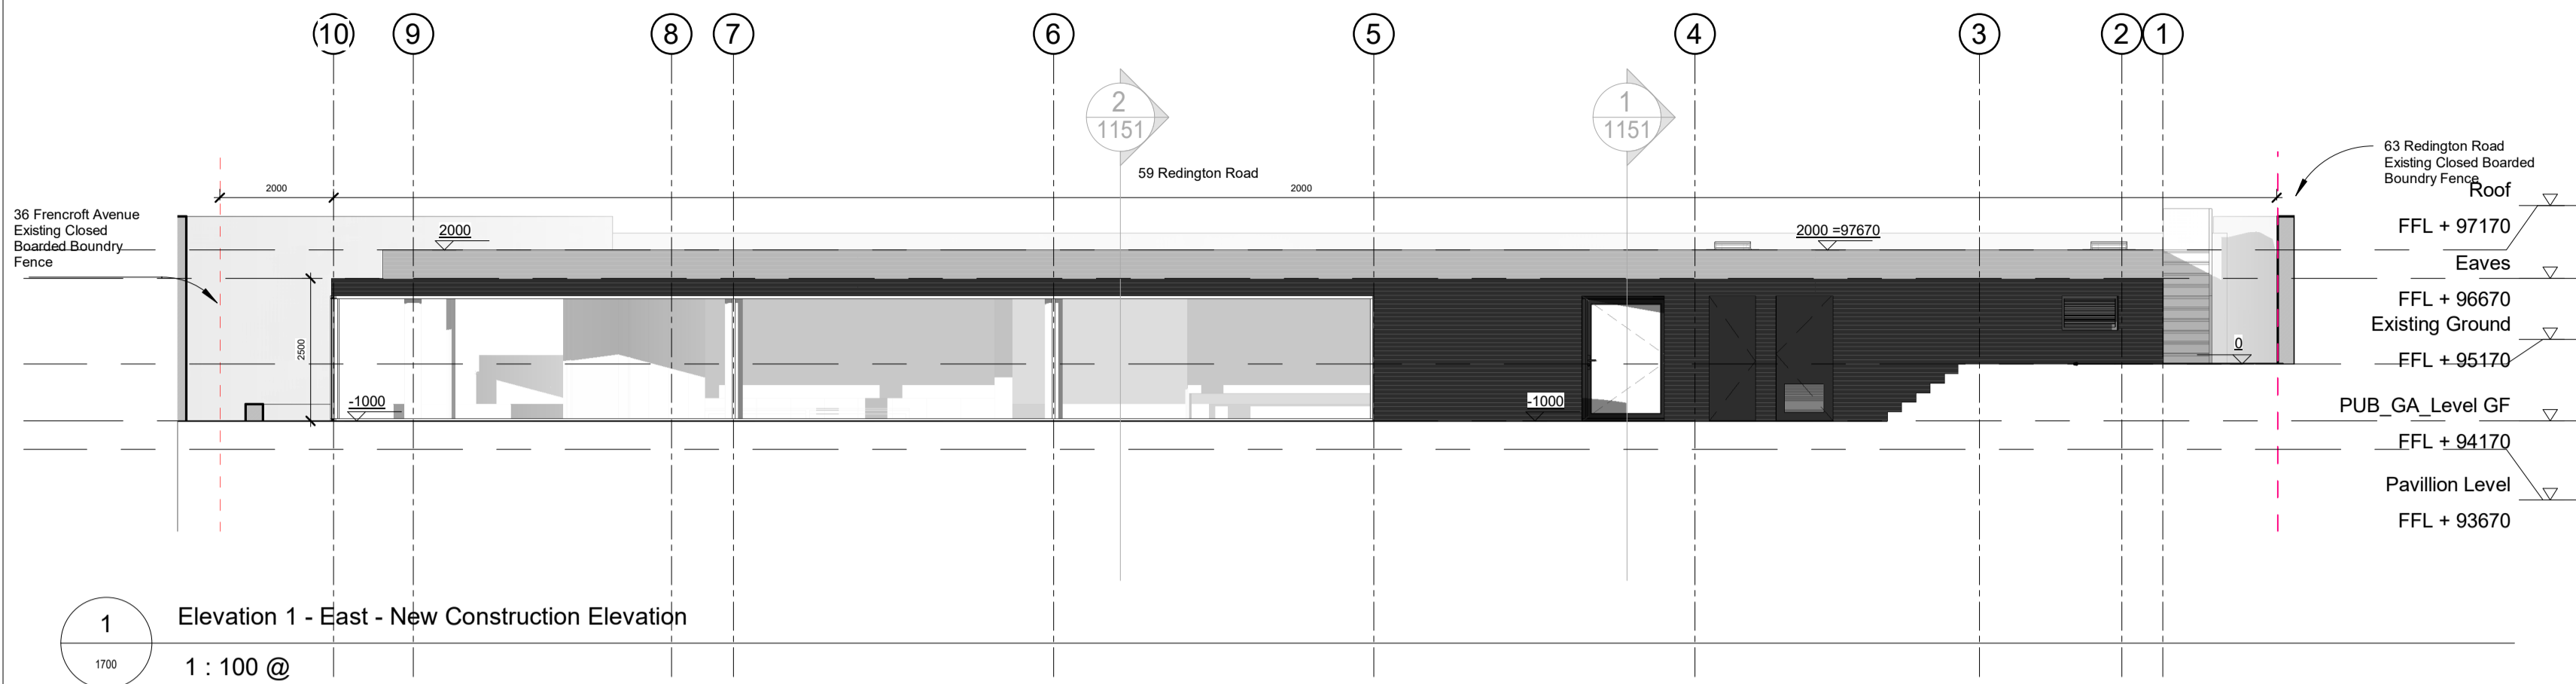 10
9
8
7
6
5
4
3
2
1
2
1151
1
1151
59 Redington Road
63 Redington Road
Existing Closed Boarded
Boundry Fence
2000
2000
36 Frencroft Avenue
Existing Closed
Boarded Boundry
Fence
2000
2000 =97670
2500
-1000
-1000
0
Roof
FFL + 97170
Eaves
FFL + 96670
Existing Ground
FFL + 95170
PUB_GA_Level GF
FFL + 94170
Pavillion Level
FFL + 93670
1
1700
Elevation 1 - East - New Construction Elevation
1 : 100 @